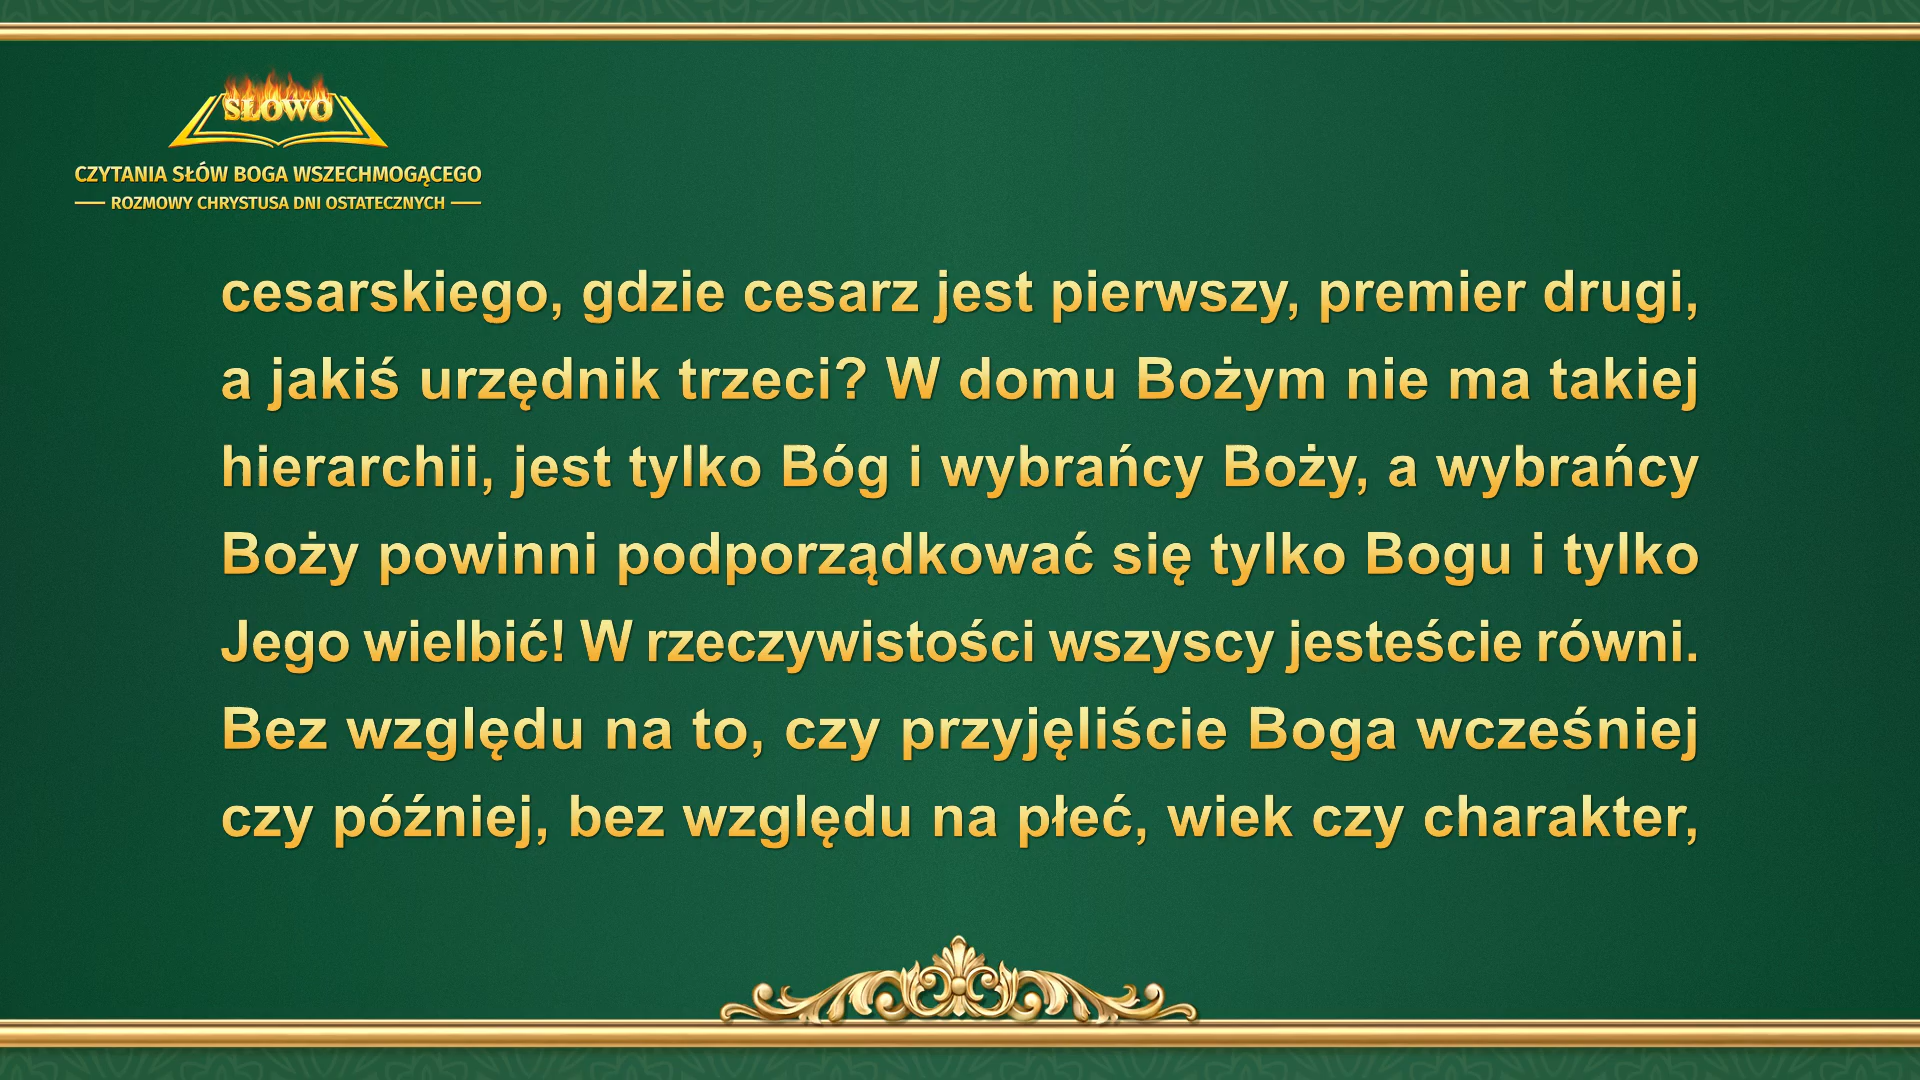 SŁOWO
CZYTANIA SŁÓW BOGA WSZECHMOGĄCEGO
ROZMOWY CHRYSTUSA DNI OSTATECZNYCH
cesarskiego, gdzie cesarz jest pierwszy, premier drugi,
a jakiś urzędnik trzeci? W domu Bożym nie ma takiej
hierarchii, jest tylko Bóg i wybrańcy Boży, a wybrańcy
Boży powinni podporządkować się tylko Bogu i tylko
Jego wielbić! W rzeczywistości wszyscy jesteście równi.
Bez względu na to, czy przyjęliście Boga wcześniej
czy później, bez względu na płeć, wiek czy charakter,